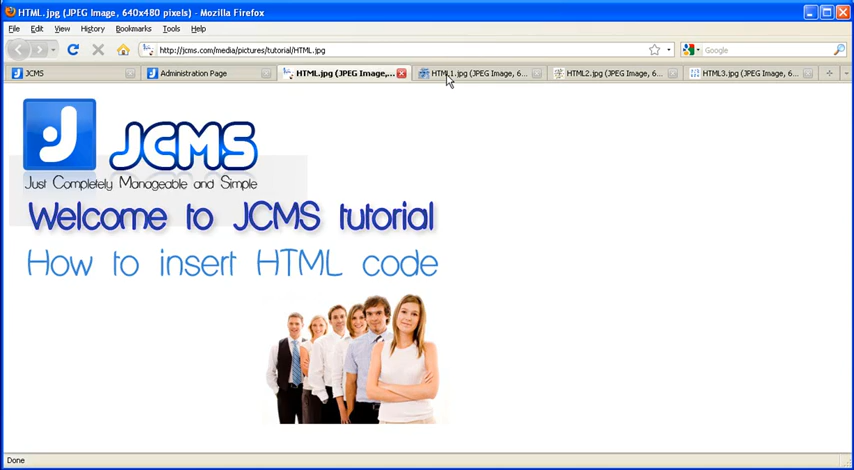 HTML.jpg (JPEG Image, 640x480 pixels) - Mozilla Firefox
File Edit View History Bookmarks Tools Help
http://jcms.com/media/pictures/tutorial/HTML.jpg
Google
JCMS
Administration Page
HTML.jpg (JPEG Image,...
HTML1.jpg (JPEG Image, 6...
HTML2.jpg (JPEG Image, 6...
HTML3.jpg (JPEG Image, 6...
JCMS
Just Completely Manageable and Simple
Welcome to JCMS tutorial
How to insert HTML code
Done